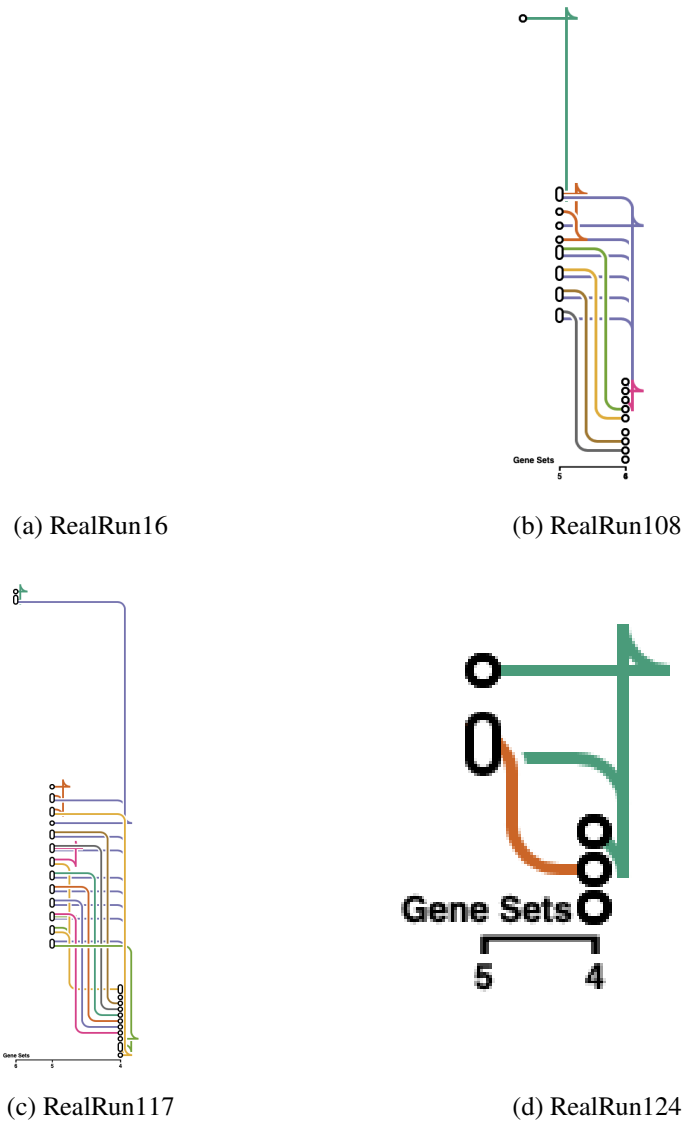 Gene Sets
5 6
(a) RealRun16
(b) RealRun108
Gene Sets
6 5 4
Gene Sets
5 4
(c) RealRun117
(d) RealRun124